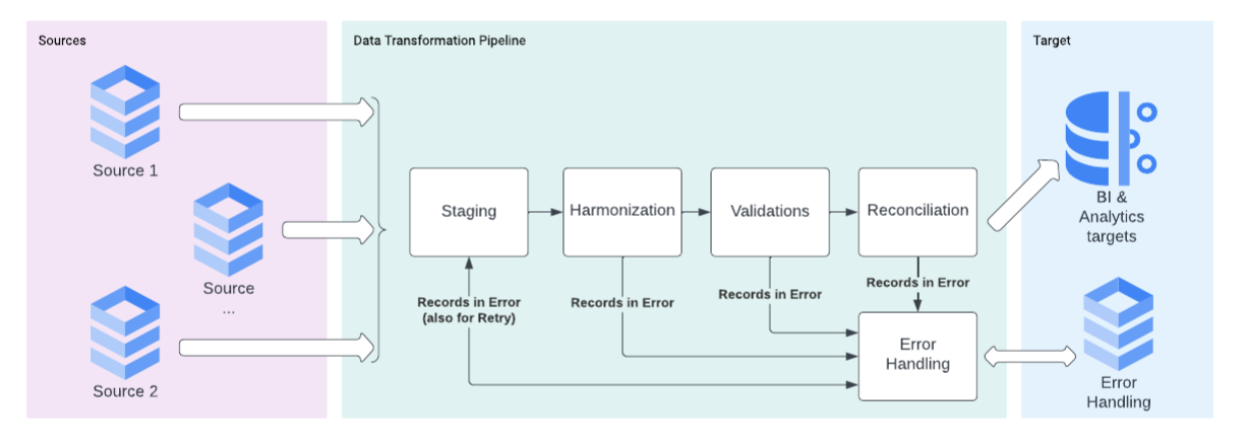 Sources
Data Transformation Pipeline
Target
Source 1
Source
...
Source 2
Staging
Harmonization
Validations
Reconciliation
Records in Error
(also for Retry)
Records in Error
Records in Error
Records in Error
Error
Handling
BI &
Analytics
targets
Error
Handling